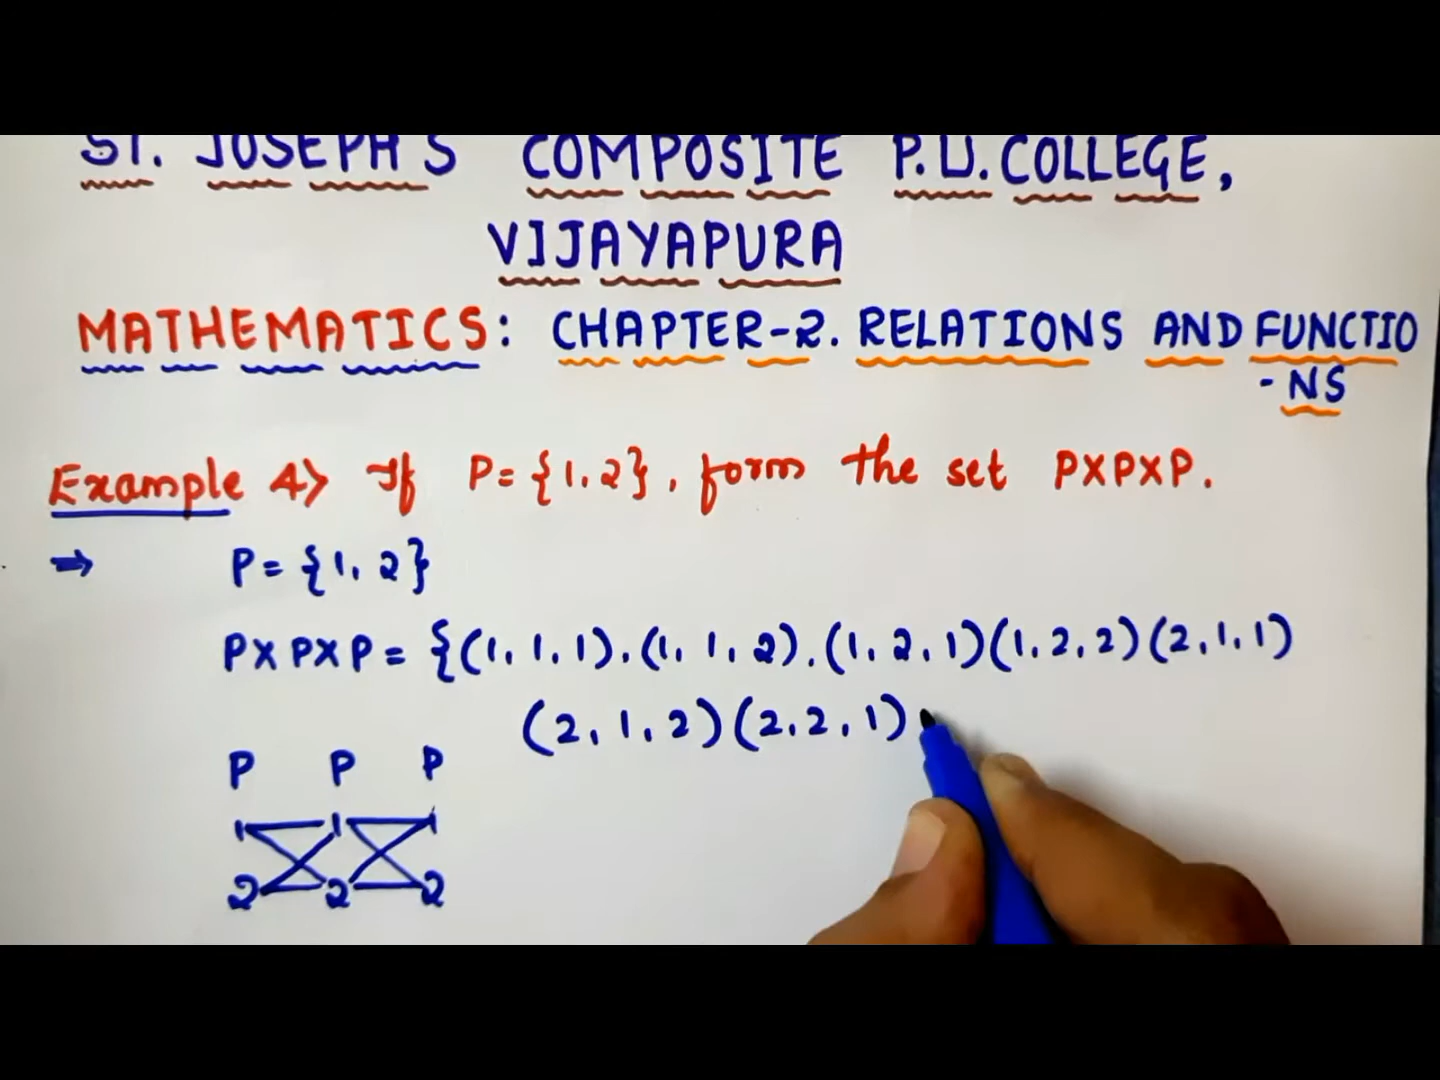 ST. JOSEPH'S COMPOSITE P.U. COLLEGE,
VIJAYAPURA
MATHEMATICS: CHAPTER-2. RELATIONS AND FUNCTIO
-NS
Example 4> If P={1,2}, form the set PXPXP.
⇒ P={1,2}
PXPXP={(1,1,1),(1,1,2),(1,2,1)(1,2,2)(2,1,1)
(2,1,2)(2,2,1)
P P P
1 1 1
2 2 2